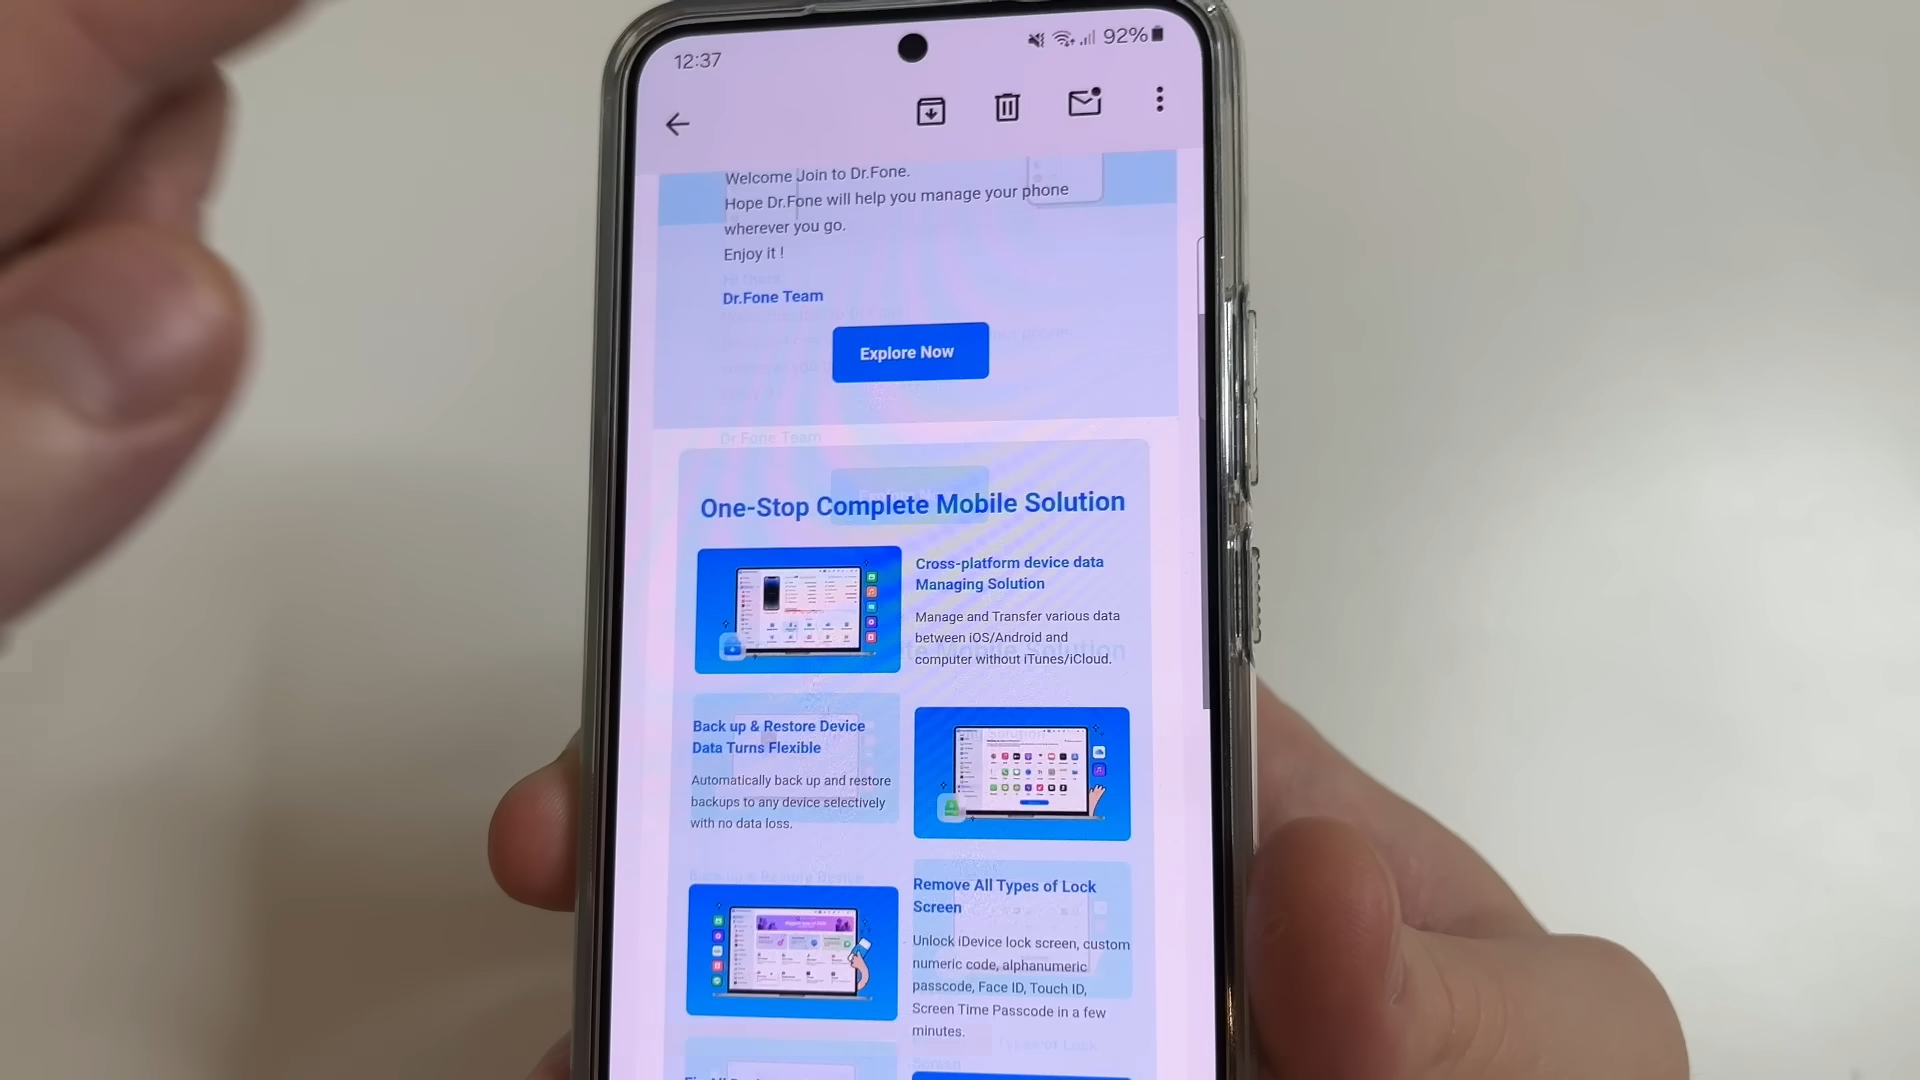 12:37
92%
Welcome Join to Dr.Fone.
Hope Dr.Fone will help you manage your phone
wherever you go.
Enjoy it !
Dr.Fone Team
Explore Now
One-Stop Complete Mobile Solution
Cross-platform device data
Managing Solution
Manage and Transfer various data
between iOS/Android and
computer without iTunes/iCloud.
Back up & Restore Device
Data Turns Flexible
Automatically back up and restore
backups to any device selectively
with no data loss.
Remove All Types of Lock
Screen
Unlock iDevice lock screen, custom
numeric code, alphanumeric
passcode, Face ID, Touch ID,
Screen Time Passcode in a few
minutes.